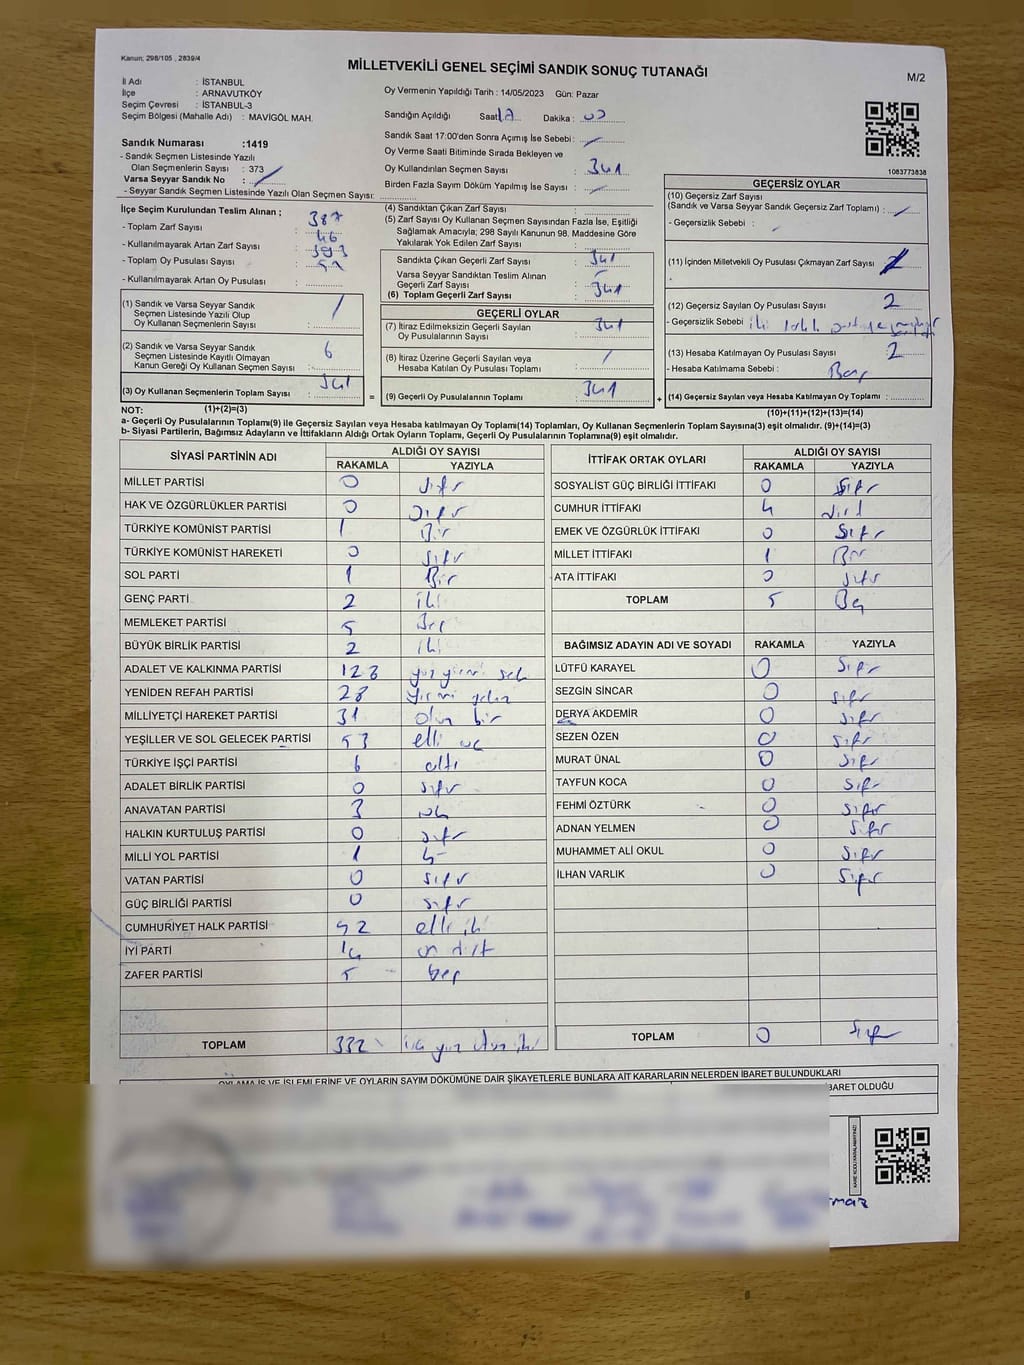 Kanun; 298/105 , 2839/4
MİLLETVEKİLİ GENEL SEÇİMİ SANDIK SONUÇ TUTANAĞI
M/2
İl Adı : İSTANBUL
İlçe : ARNAVUTKÖY
Seçim Çevresi : İSTANBUL-3
Seçim Bölgesi (Mahalle Adı) : MAVİGÖL MAH.
Oy Vermenin Yapıldığı Tarih : 14/05/2023 Gün: Pazar
Sandığın Açıldığı Saat: 17 Dakika : 00
Sandık Saat 17:00'den Sonra Açımış İse Sebebi :
Oy Verme Saati Bitiminde Sırada Bekleyen ve
Oy Kullandırılan Seçmen Sayısı : 341
Birden Fazla Sayım Döküm Yapılmış İse Sayısı :
Sandık Numarası :1419
- Sandık Seçmen Listesinde Yazılı
Olan Seçmenlerin Sayısı : 373
Varsa Seyyar Sandık No :
- Seyyar Sandık Seçmen Listesinde Yazılı Olan Seçmen Sayısı:
1083773838
İlçe Seçim Kurulundan Teslim Alınan ;
- Toplam Zarf Sayısı : 387
- Kullanılmayarak Artan Zarf Sayısı : 46
- Toplam Oy Pusulası Sayısı : 393
- Kullanılmayarak Artan Oy Pusulası :
(1) Sandık ve Varsa Seyyar Sandık
Seçmen Listesinde Yazılı Olup
Oy Kullanan Seçmenlerin Sayısı :
(2) Sandık ve Varsa Seyyar Sandık
Seçmen Listesinde Kayıtlı Olmayan
Kanun Gereği Oy Kullanan Seçmen Sayısı : 6
(3) Oy Kullanan Seçmenlerin Toplam Sayısı : 341
(1)+(2)=(3)
(4) Sandıktan Çıkan Zarf Sayısı :
(5) Zarf Sayısı Oy Kullanan Seçmen Sayısından Fazla İse, Eşitliği
Sağlamak Amacıyla; 298 Sayılı Kanunun 98. Maddesine Göre
Yakılarak Yok Edilen Zarf Sayısı :
Sandıkta Çıkan Geçerli Zarf Sayısı : 341
Varsa Seyyar Sandıktan Teslim Alınan
Geçerli Zarf Sayısı :
(6) Toplam Geçerli Zarf Sayısı : 341
GEÇERLİ OYLAR
(7) İtiraz Edilmeksizin Geçerli Sayılan
Oy Pusulalarının Sayısı : 341
(8) İtiraz Üzerine Geçerli Sayılan veya
Hesaba Katılan Oy Pusulası Toplamı : /
= (9) Geçerli Oy Pusulalarının Toplamı : 341 +
GEÇERSİZ OYLAR
(10) Geçersiz Zarf Sayısı
(Sandık ve Varsa Seyyar Sandık Geçersiz Zarf Toplamı) :
- Geçersizlik Sebebi :
(11) İçinden Milletvekili Oy Pusulası Çıkmayan Zarf Sayısı :
(12) Geçersiz Sayılan Oy Pusulası Sayısı : 2
- Geçersizlik Sebebi : iki
(13) Hesaba Katılmayan Oy Pusulası Sayısı : 2
- Hesaba Katılmama Sebebi : Boş
(14) Geçersiz Sayılan veya Hesaba Katılmayan Oy Toplamı :
(10)+(11)+(12)+(13)=(14)
NOT:
a- Geçerli Oy Pusulalarının Toplamı(9) ile Geçersiz Sayılan veya Hesaba katılmayan Oy Toplamı(14) Toplamları, Oy Kullanan Seçmenlerin Toplam Sayısına(3) eşit olmalıdır. (9)+(14)=(3)
b- Siyasi Partilerin, Bağımsız Adayların ve İttifakların Aldığı Ortak Oyların Toplamı, Geçerli Oy Pusulalarının Toplamına(9) eşit olmalıdır.
SİYASİ PARTİNİN ADI ALDIĞI OY SAYISI
RAKAMLA YAZIYLA
MİLLET PARTİSİ 0 sıfır
HAK VE ÖZGÜRLÜKLER PARTİSİ 0 sıfır
TÜRKİYE KOMÜNİST PARTİSİ 1 Bir
TÜRKİYE KOMÜNİST HAREKETİ 0 sıfır
SOL PARTİ 1 Bir
GENÇ PARTİ 2 iki
MEMLEKET PARTİSİ 5 Beş
BÜYÜK BİRLİK PARTİSİ 2 iki
ADALET VE KALKINMA PARTİSİ 128 yüz yirmi sek
YENİDEN REFAH PARTİSİ 28 yirmi sekiz
MİLLİYETÇİ HAREKET PARTİSİ 31 otuz bir
YEŞİLLER VE SOL GELECEK PARTİSİ 53 elli üç
TÜRKİYE İŞÇİ PARTİSİ 6 altı
ADALET BİRLİK PARTİSİ 0 sıfır
ANAVATAN PARTİSİ 3 üç
HALKIN KURTULUŞ PARTİSİ 0 sıfır
MİLLİ YOL PARTİSİ 1
VATAN PARTİSİ 0 sıfır
GÜÇ BİRLİĞİ PARTİSİ 0 sıfır
CUMHURİYET HALK PARTİSİ 52 elli iki
İYİ PARTİ 14 on dört
ZAFER PARTİSİ 5 beş
TOPLAM 332 üç yüz otuz iki
İTTİFAK ORTAK OYLARI ALDIĞI OY SAYISI
RAKAMLA YAZIYLA
SOSYALİST GÜÇ BİRLİĞİ İTTİFAKI 0 Sıfır
CUMHUR İTTİFAKI 4 dört
EMEK VE ÖZGÜRLÜK İTTİFAKI 0 Sıfır
MİLLET İTTİFAKI 1 Bir
ATA İTTİFAKI 0 sıfır
TOPLAM 5 Beş
BAĞIMSIZ ADAYIN ADI VE SOYADI RAKAMLA YAZIYLA
LÜTFÜ KARAYEL 0 Sıfır
SEZGİN SİNCAR 0 sıfır
DERYA AKDEMİR 0 sıfır
SEZEN ÖZEN 0 sıfır
MURAT ÜNAL 0 sıfır
TAYFUN KOCA 0 Sıfır
FEHMİ ÖZTÜRK 0 Sıfır
ADNAN YELMEN 0 Sıfır
MUHAMMET ALİ OKUL 0 Sıfır
İLHAN VARLIK 0 Sıfır
TOPLAM 0 Sıfır
OYLAMA İŞ VE İŞLEMLERİNE VE OYLARIN SAYIM DÖKÜMÜNE DAİR ŞİKAYETLERLE BUNLARA AİT KARARLARIN NELERDEN İBARET BULUNDUKLARI
İBARET OLDUĞU